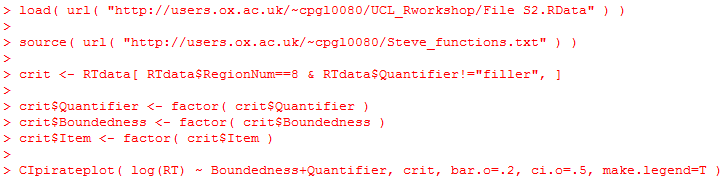 > load( url( "http://users.ox.ac.uk/~cpgl0080/UCL_Rworkshop/File S2.RData" ) )
>
> source( url( "http://users.ox.ac.uk/~cpgl0080/Steve_functions.txt" ) )
>
> crit <- RTdata[ RTdata$RegionNum==8 & RTdata$Quantifier!="filler", ]
>
> crit$Quantifier <- factor( crit$Quantifier )
> crit$Boundedness <- factor( crit$Boundedness )
> crit$Item <- factor( crit$Item )
>
> CIpirateplot( log(RT) ~ Boundedness+Quantifier, crit, bar.o=.2, ci.o=.5, make.legend=T )